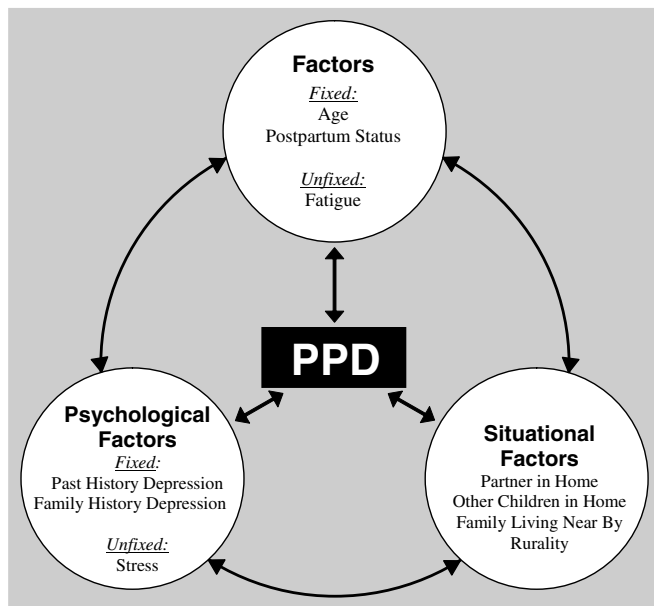 Factors
Fixed:
Age
Postpartum Status
Unfixed:
Fatigue
PPD
Psychological
Factors
Fixed:
Past History Depression
Family History Depression
Unfixed:
Stress
Situational
Factors
Partner in Home
Other Children in Home
Family Living Near By
Rurality